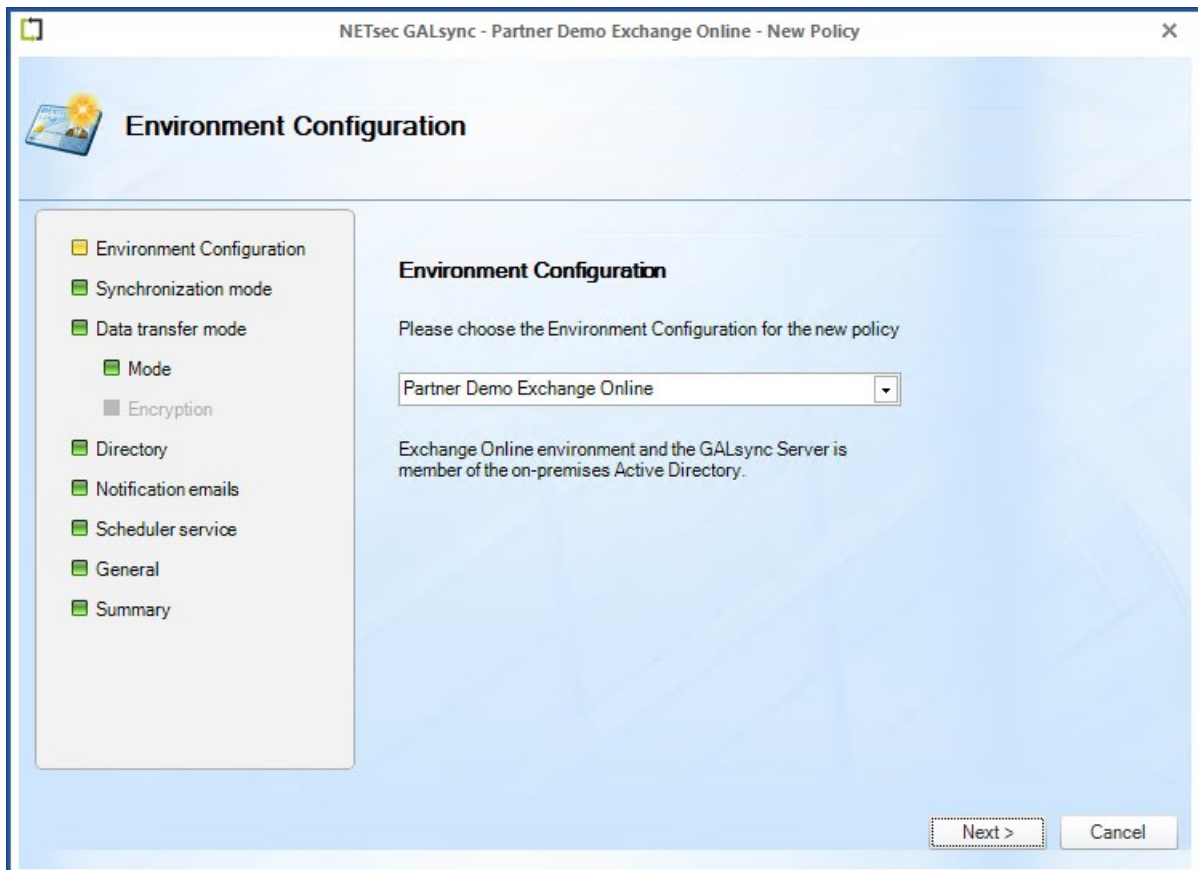 NETsec GALsync - Partner Demo Exchange Online - New Policy
Environment Configuration
Environment Configuration
Synchronization mode
Data transfer mode
Mode
Encryption
Directory
Notification emails
Scheduler service
General
Summary
Environment Configuration
Please choose the Environment Configuration for the new policy
Partner Demo Exchange Online
Exchange Online environment and the GALsync Server is
member of the on-premises Active Directory.
Next >
Cancel